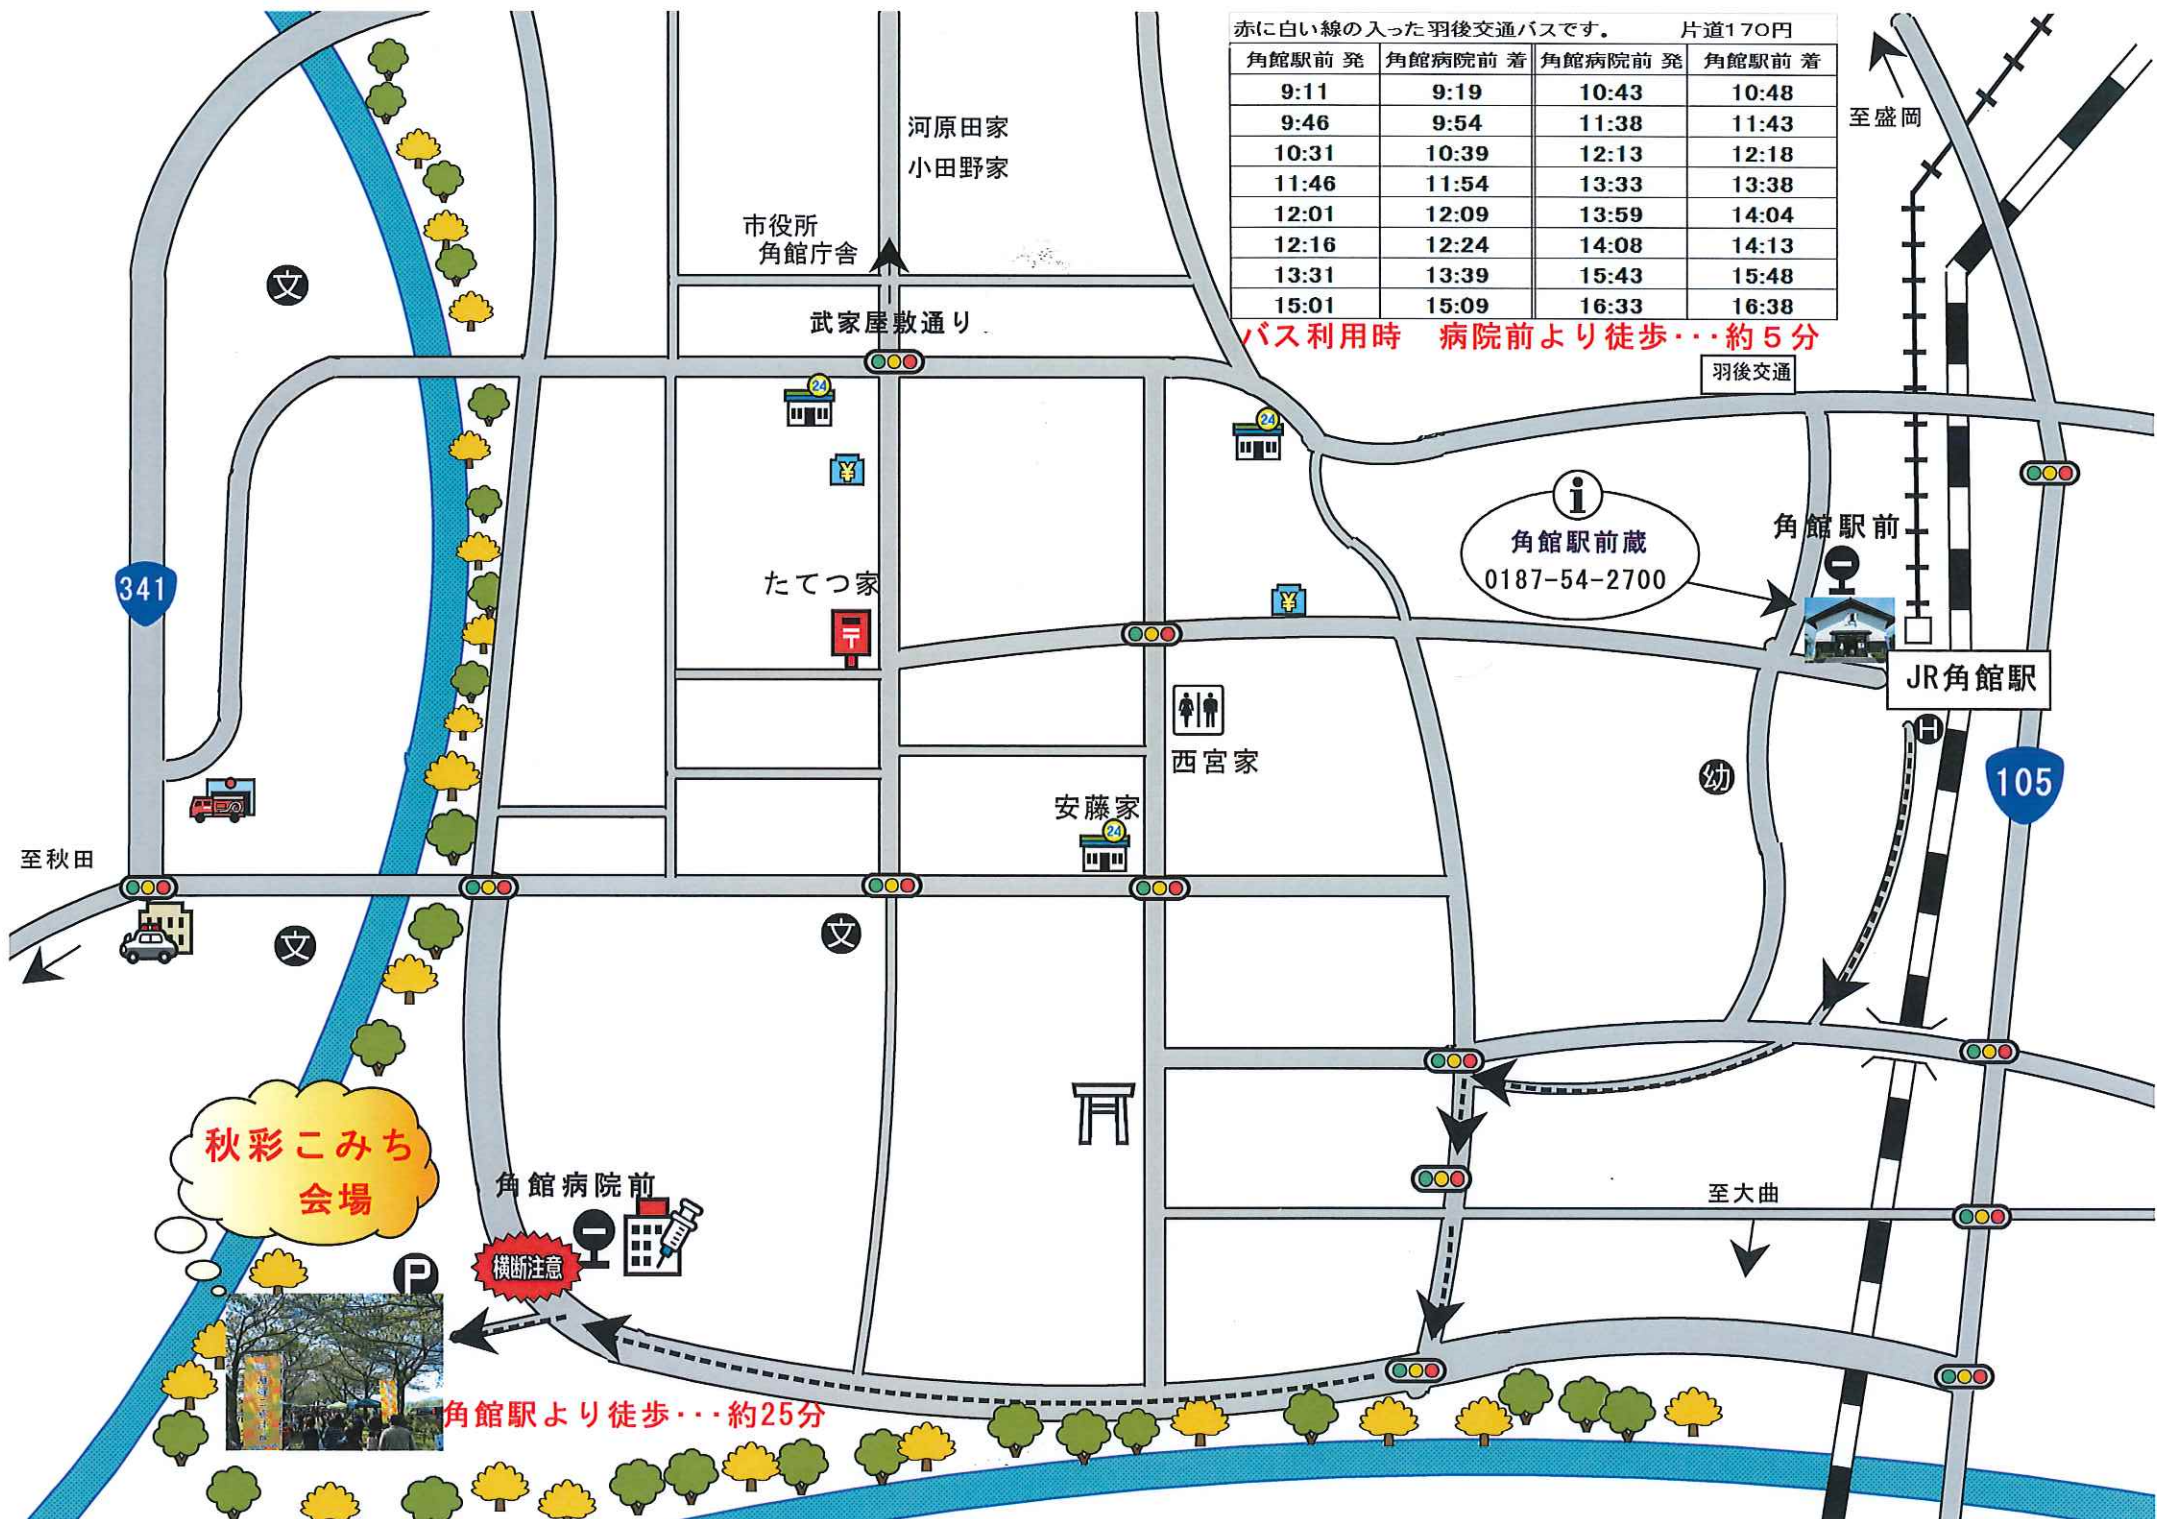 赤に白い線の入った羽後交通バスです。 片道170円
角館駅前 発 角館病院前 着 角館病院前 発 角館駅前 着
9:11 9:19 10:43 10:48
9:46 9:54 11:38 11:43
10:31 10:39 12:13 12:18
11:46 11:54 13:33 13:38
12:01 12:09 13:59 14:04
12:16 12:24 14:08 14:13
13:31 13:39 15:43 15:48
15:01 15:09 16:33 16:38
バス利用時 病院前より徒歩･･･約５分
至盛岡
河原田家
小田野家
市役所
角館庁舎
文
武家屋敷通り
羽後交通
24
24
¥
i
角館駅前蔵
0187-54-2700
角館駅前
341
たてつ家
〒
¥
JR角館駅
H
西宮家
幼
105
安藤家
24
至秋田
文
文
秋彩こみち
会場
角館病院前
至大曲
横断注意
P
角館駅より徒歩･･･約25分